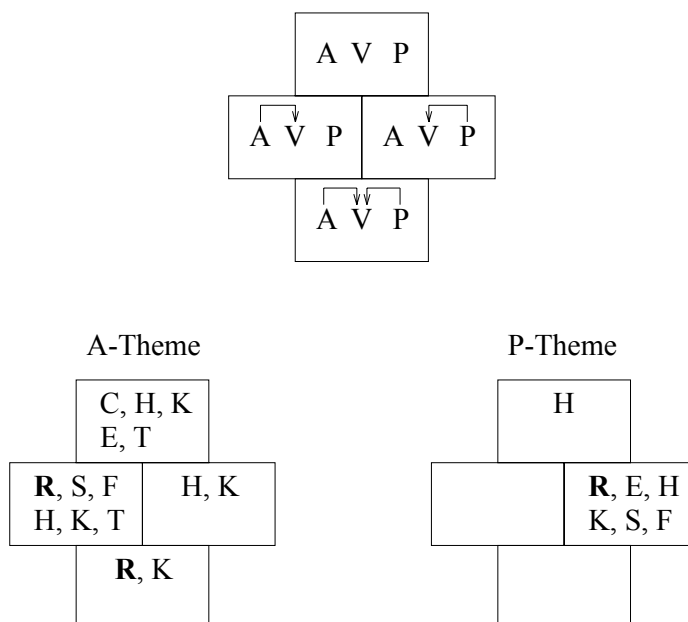 A V P
A V P A V P
A V P
A-Theme P-Theme
C, H, K H
E, T
R, S, F H, K R, E, H
H, K, T K, S, F
R, K